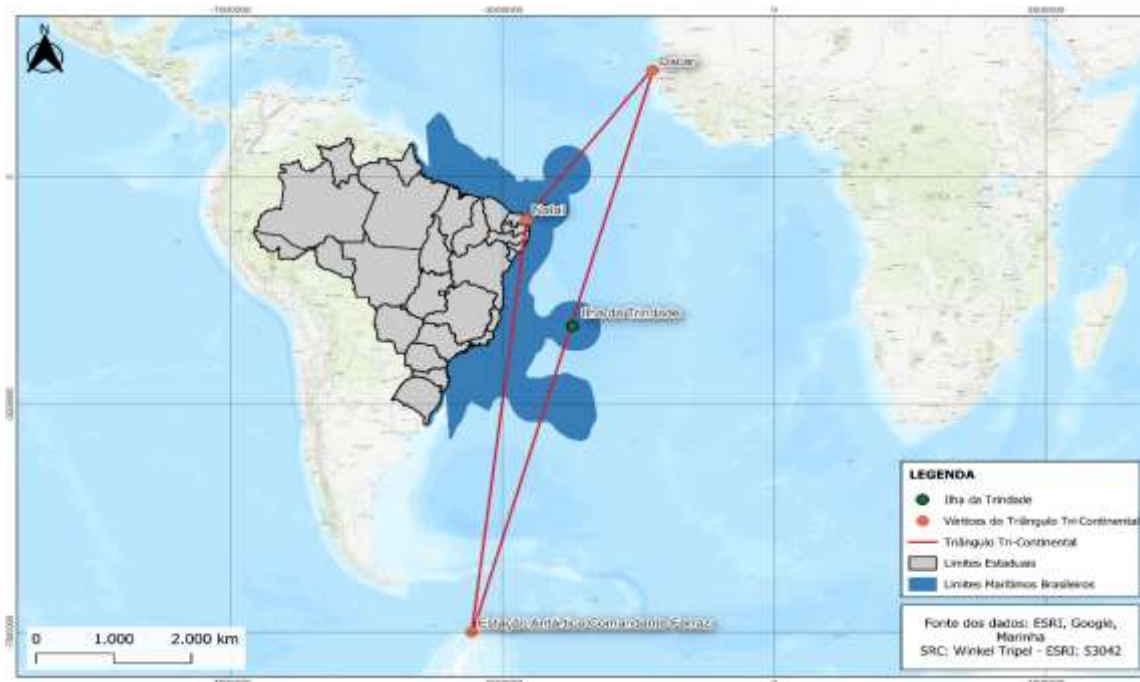 N
Dacar
Natal
Ilha da Trindade
Estação Antártica Comandante Ferraz
0
0
1.000
2.000 km
LEGENDA
Ilha da Trindade
Vértices do Triângulo Tri-Continental
Triângulo Tri-Continental
Limites Estaduais
Limites Marítimos Brasileiros
Fonte dos dados: ESRI, Google,
Marinha
SRC: Winkel Tripel - ESRI: 53042